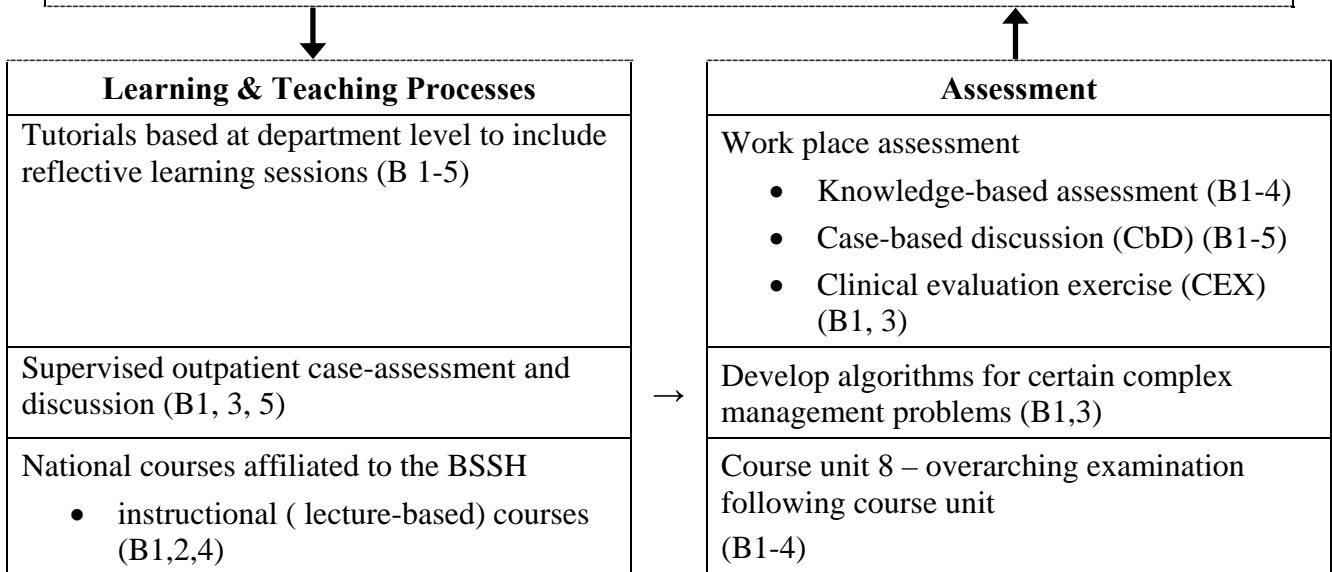 Learning & Teaching Processes
Tutorials based at department level to include
reflective learning sessions (B 1-5)
Supervised outpatient case-assessment and
discussion (B1, 3, 5)
National courses affiliated to the BSSH
• instructional ( lecture-based) courses
(B1,2,4)
→
Assessment
Work place assessment
• Knowledge-based assessment (B1-4)
• Case-based discussion (CbD) (B1-5)
• Clinical evaluation exercise (CEX)
(B1, 3)
Develop algorithms for certain complex
management problems (B1,3)
Course unit 8 – overarching examination
following course unit
(B1-4)